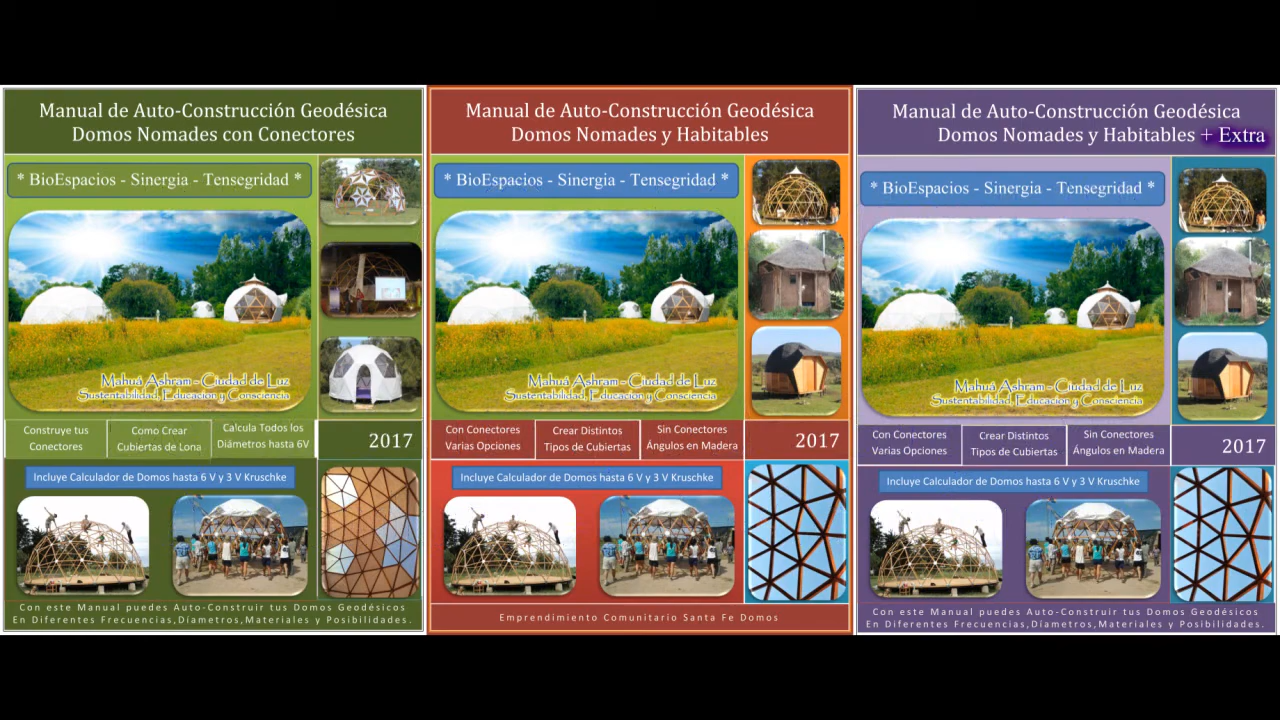 Manual de Auto-Construcción Geodésica
Domos Nomades con Conectores
* BioEspacios - Sinergia - Tensegridad *
Mahuá Ashram - Ciudad de Luz
Sustentabilidad, Educacion y Consciencia
Construye tus
Conectores
Como Crear
Cubiertas de Lona
Calcula Todos los
Diámetros hasta 6V
2017
Incluye Calculador de Domos hasta 6 V y 3 V Kruschke
Con este Manual puedes Auto-Construir tus Domos Geodésicos
En Diferentes Frecuencias,Díametros,Materiales y Posibilidades.
Manual de Auto-Construcción Geodésica
Domos Nomades y Habitables
* BioEspacios - Sinergia - Tensegridad *
Mahuá Ashram - Ciudad de Luz
Sustentabilidad, Educacion y Consciencia
Con Conectores
Varias Opciones
Crear Distintos
Tipos de Cubiertas
Sin Conectores
Ángulos en Madera
2017
Incluye Calculador de Domos hasta 6 V y 3 V Kruschke
Emprendimiento Comunitario Santa Fe Domos
Manual de Auto-Construcción Geodésica
Domos Nomades y Habitables + Extra
* BioEspacios - Sinergia - Tensegridad *
Mahuá Ashram - Ciudad de Luz
Sustentabilidad, Educacion y Consciencia
Con Conectores
Varias Opciones
Crear Distintos
Tipos de Cubiertas
Sin Conectores
Ángulos en Madera
2017
Incluye Calculador de Domos hasta 6 V y 3 V Kruschke
Con este Manual puedes Auto-Construir tus Domos Geodésicos
En Diferentes Frecuencias,Díametros,Materiales y Posibilidades.